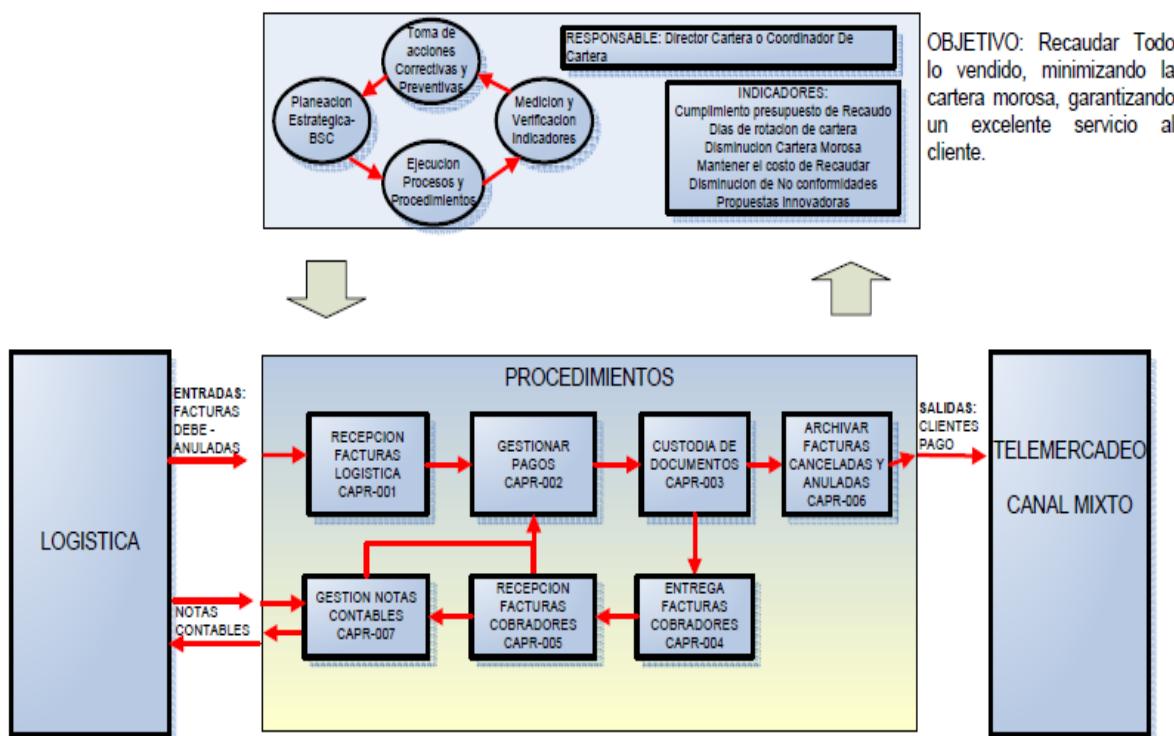 Toma de
acciones
Correctivas y
Preventivas
Planeacion
Estrategica-
BSC
Medicion y
Verificacion
Indicadores
Ejecucion
Procesos y
Procedimientos
RESPONSABLE: Director Cartera o Coordinador De
Cartera
INDICADORES:
Cumplimiento presupuesto de Recaudo
Dias de rotacion de cartera
Disminucion Cartera Morosa
Mantener el costo de Recaudar
Disminucion de No conformidades
Propuestas Innovadoras
OBJETIVO: Recaudar Todo
lo vendido, minimizando la
cartera morosa, garantizando
un excelente servicio al
cliente.
LOGISTICA
ENTRADAS:
FACTURAS
DEBE -
ANULADAS
NOTAS
CONTABLES
PROCEDIMIENTOS
RECEPCION
FACTURAS
LOGISTICA
CAPR-001
GESTIONAR
PAGOS
CAPR-002
CUSTODIA DE
DOCUMENTOS
CAPR-003
ARCHIVAR
FACTURAS
CANCELADAS Y
ANULADAS
CAPR-006
GESTION NOTAS
CONTABLES
CAPR-007
RECEPCION
FACTURAS
COBRADORES
CAPR-005
ENTREGA
FACTURAS
COBRADORES
CAPR-004
SALIDAS:
CLIENTES
PAGO
TELEMERCADEO
CANAL MIXTO